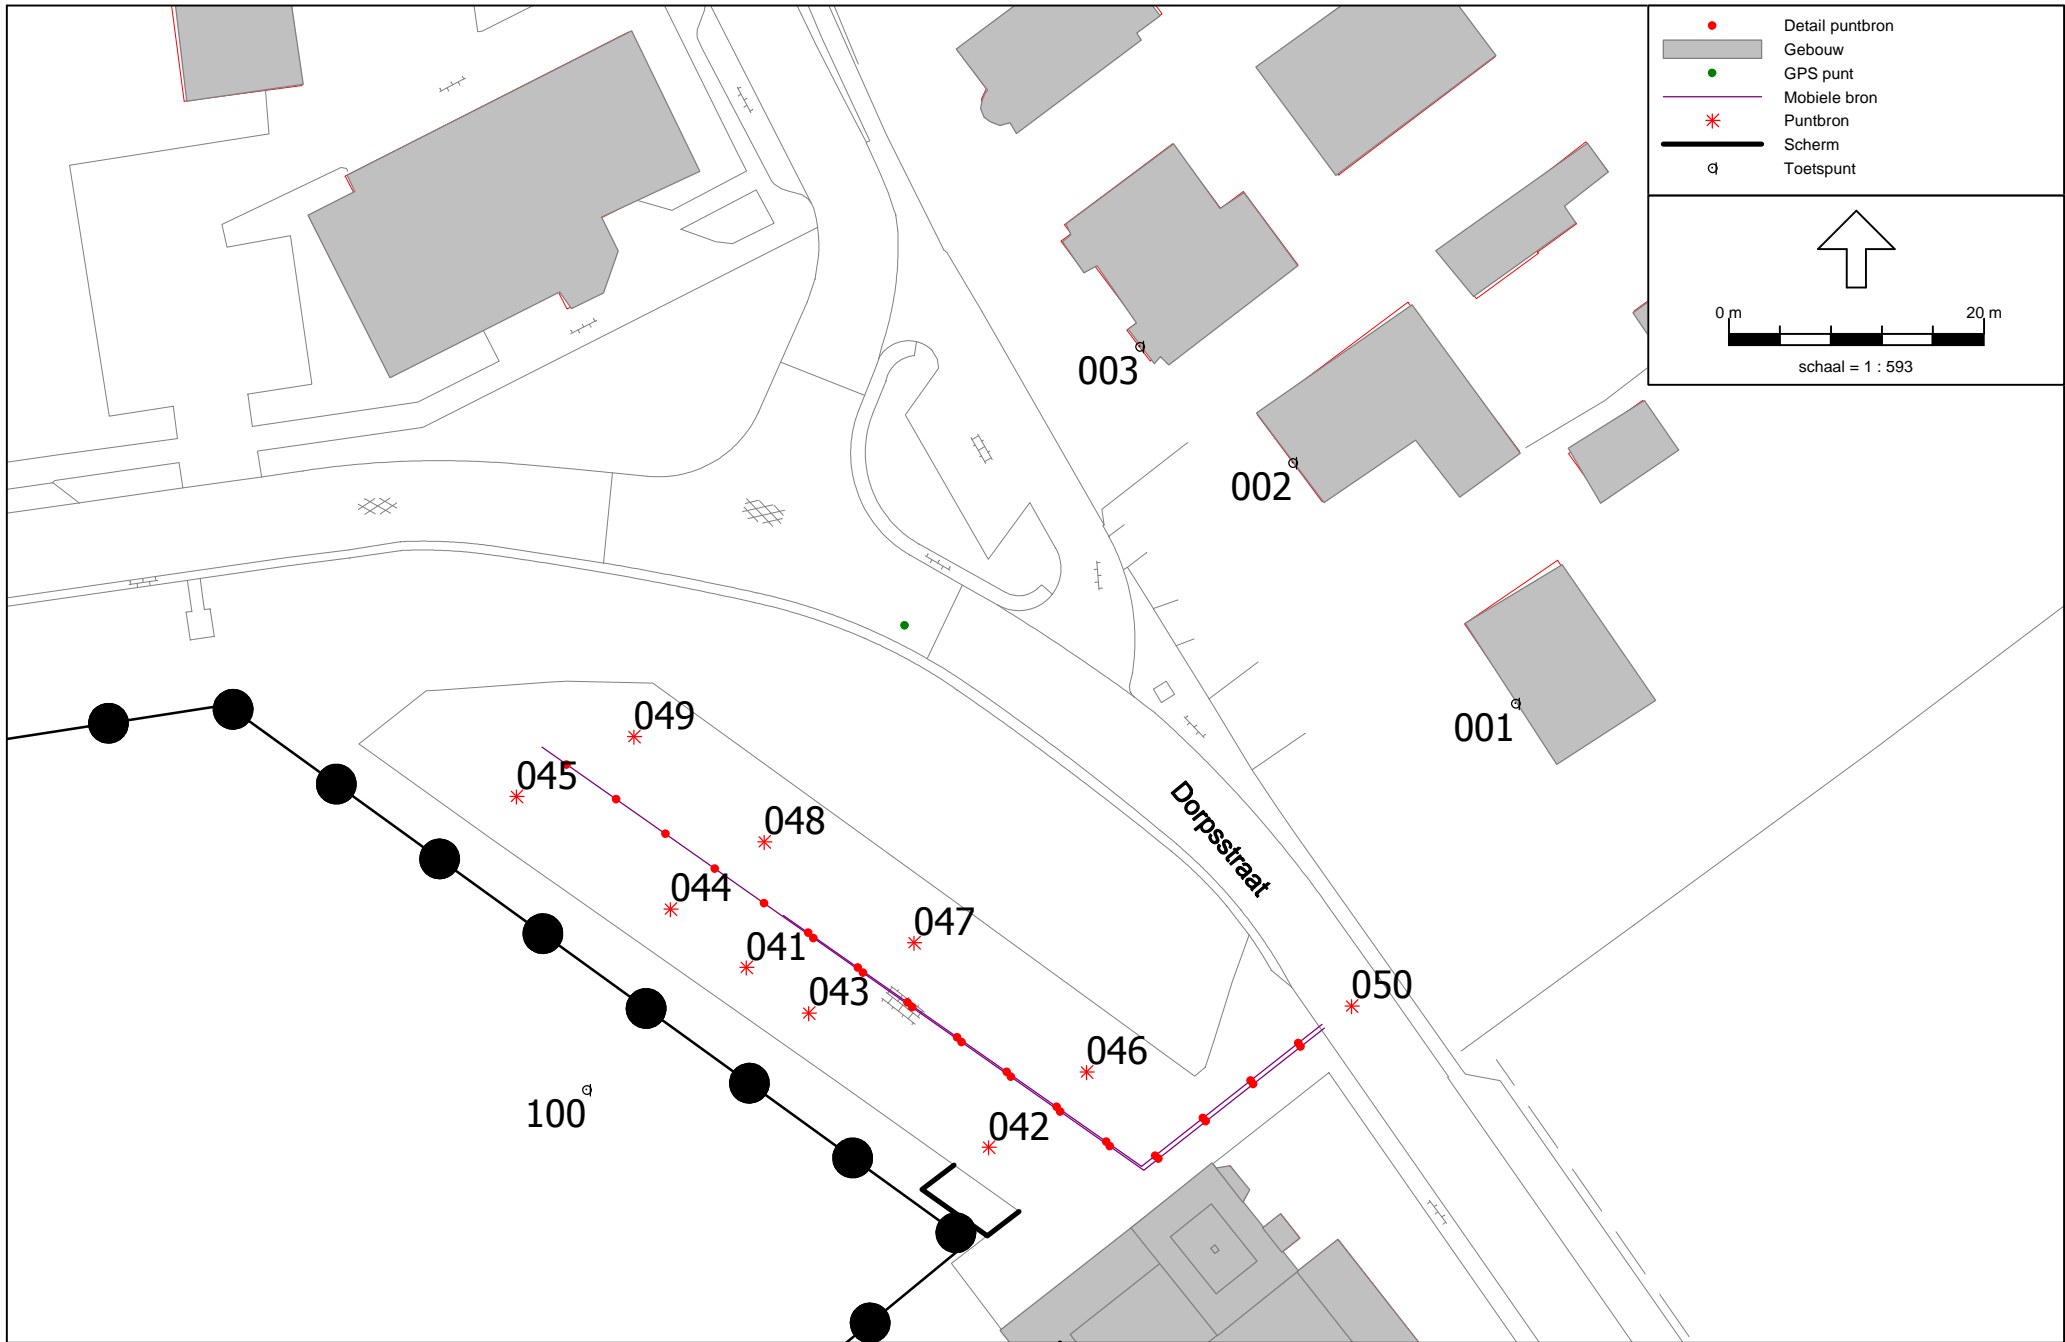 Detail puntbron
Gebouw
GPS punt
Mobiele bron
Puntbron
Scherm
Toetspunt
0 m
20 m
schaal = 1 : 593
003
002
001
049
045
048
044
047
041
043
050
046
042
100
Dorpsstraat